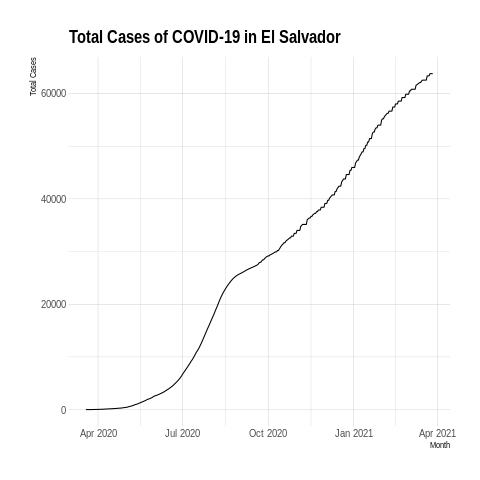 Total Cases of COVID-19 in El Salvador
Total Cases
60000
40000
20000
0
Apr 2020 Jul 2020 Oct 2020 Jan 2021 Apr 2021
Month